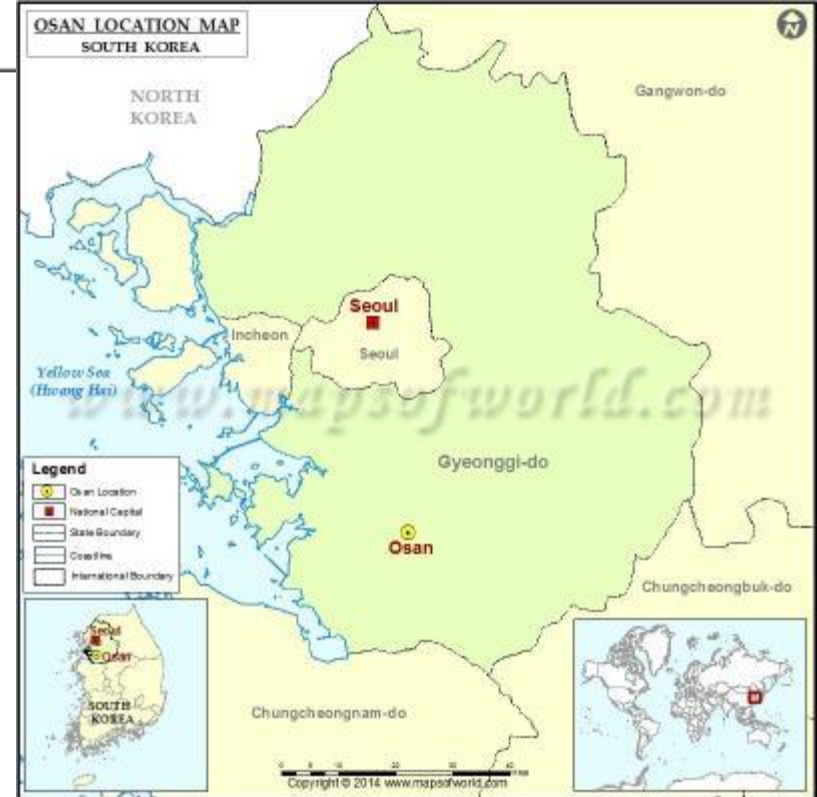 OSAN LOCATION MAP
SOUTH KOREA
N
NORTH
KOREA
Gangwon-do
Seoul
Incheon
Seoul
Yellow Sea
(Hwang Hai)
www.mapsofworld.com
Gyeonggi-do
Legend
Osan Location
National Capital
State Boundary
Coastline
International Boundary
Osan
Chungcheongbuk-do
Seoul
Osan
SOUTH
KOREA
Chungcheongnam-do
0
20
Copyright © 2014 www.mapsofworld.com